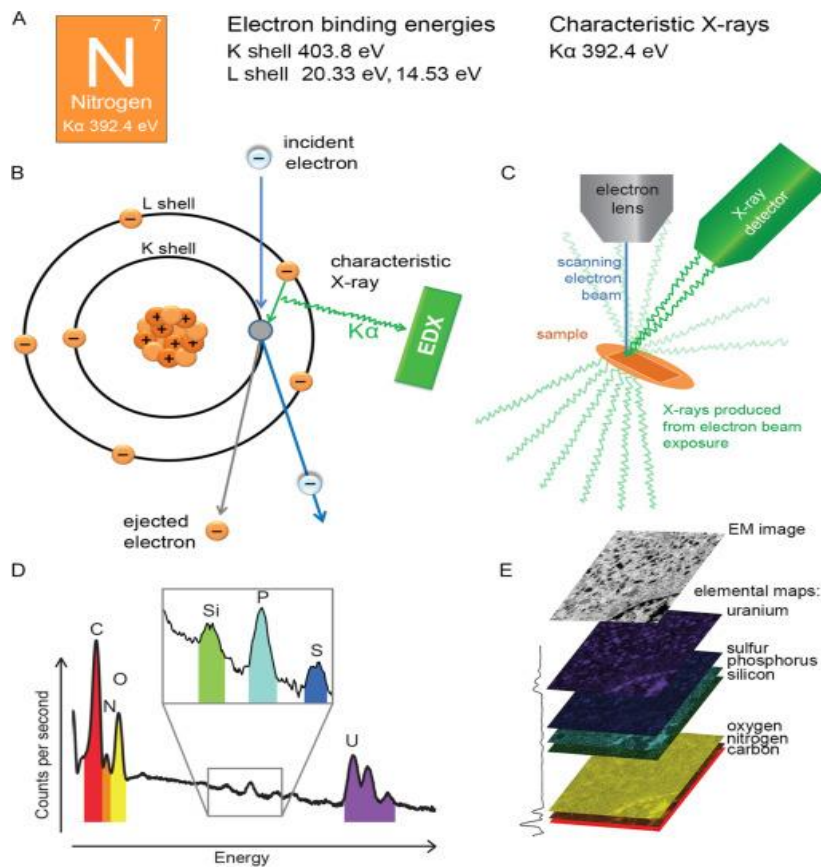 A
7
N
Nitrogen
Kα 392.4 eV
Electron binding energies
K shell 403.8 eV
L shell 20.33 eV, 14.53 eV
Characteristic X-rays
Kα 392.4 eV
B
incident
electron
L shell
K shell
characteristic
X-ray
Kα
EDX
ejected
electron
C
electron
lens
X-ray
detector
scanning
electron
beam
sample
X-rays produced
from electron beam
exposure
D
Counts per second
C
N
O
Si
P
S
U
Energy
E
EM image
elemental maps:
uranium
sulfur
phosphorus
silicon
oxygen
nitrogen
carbon